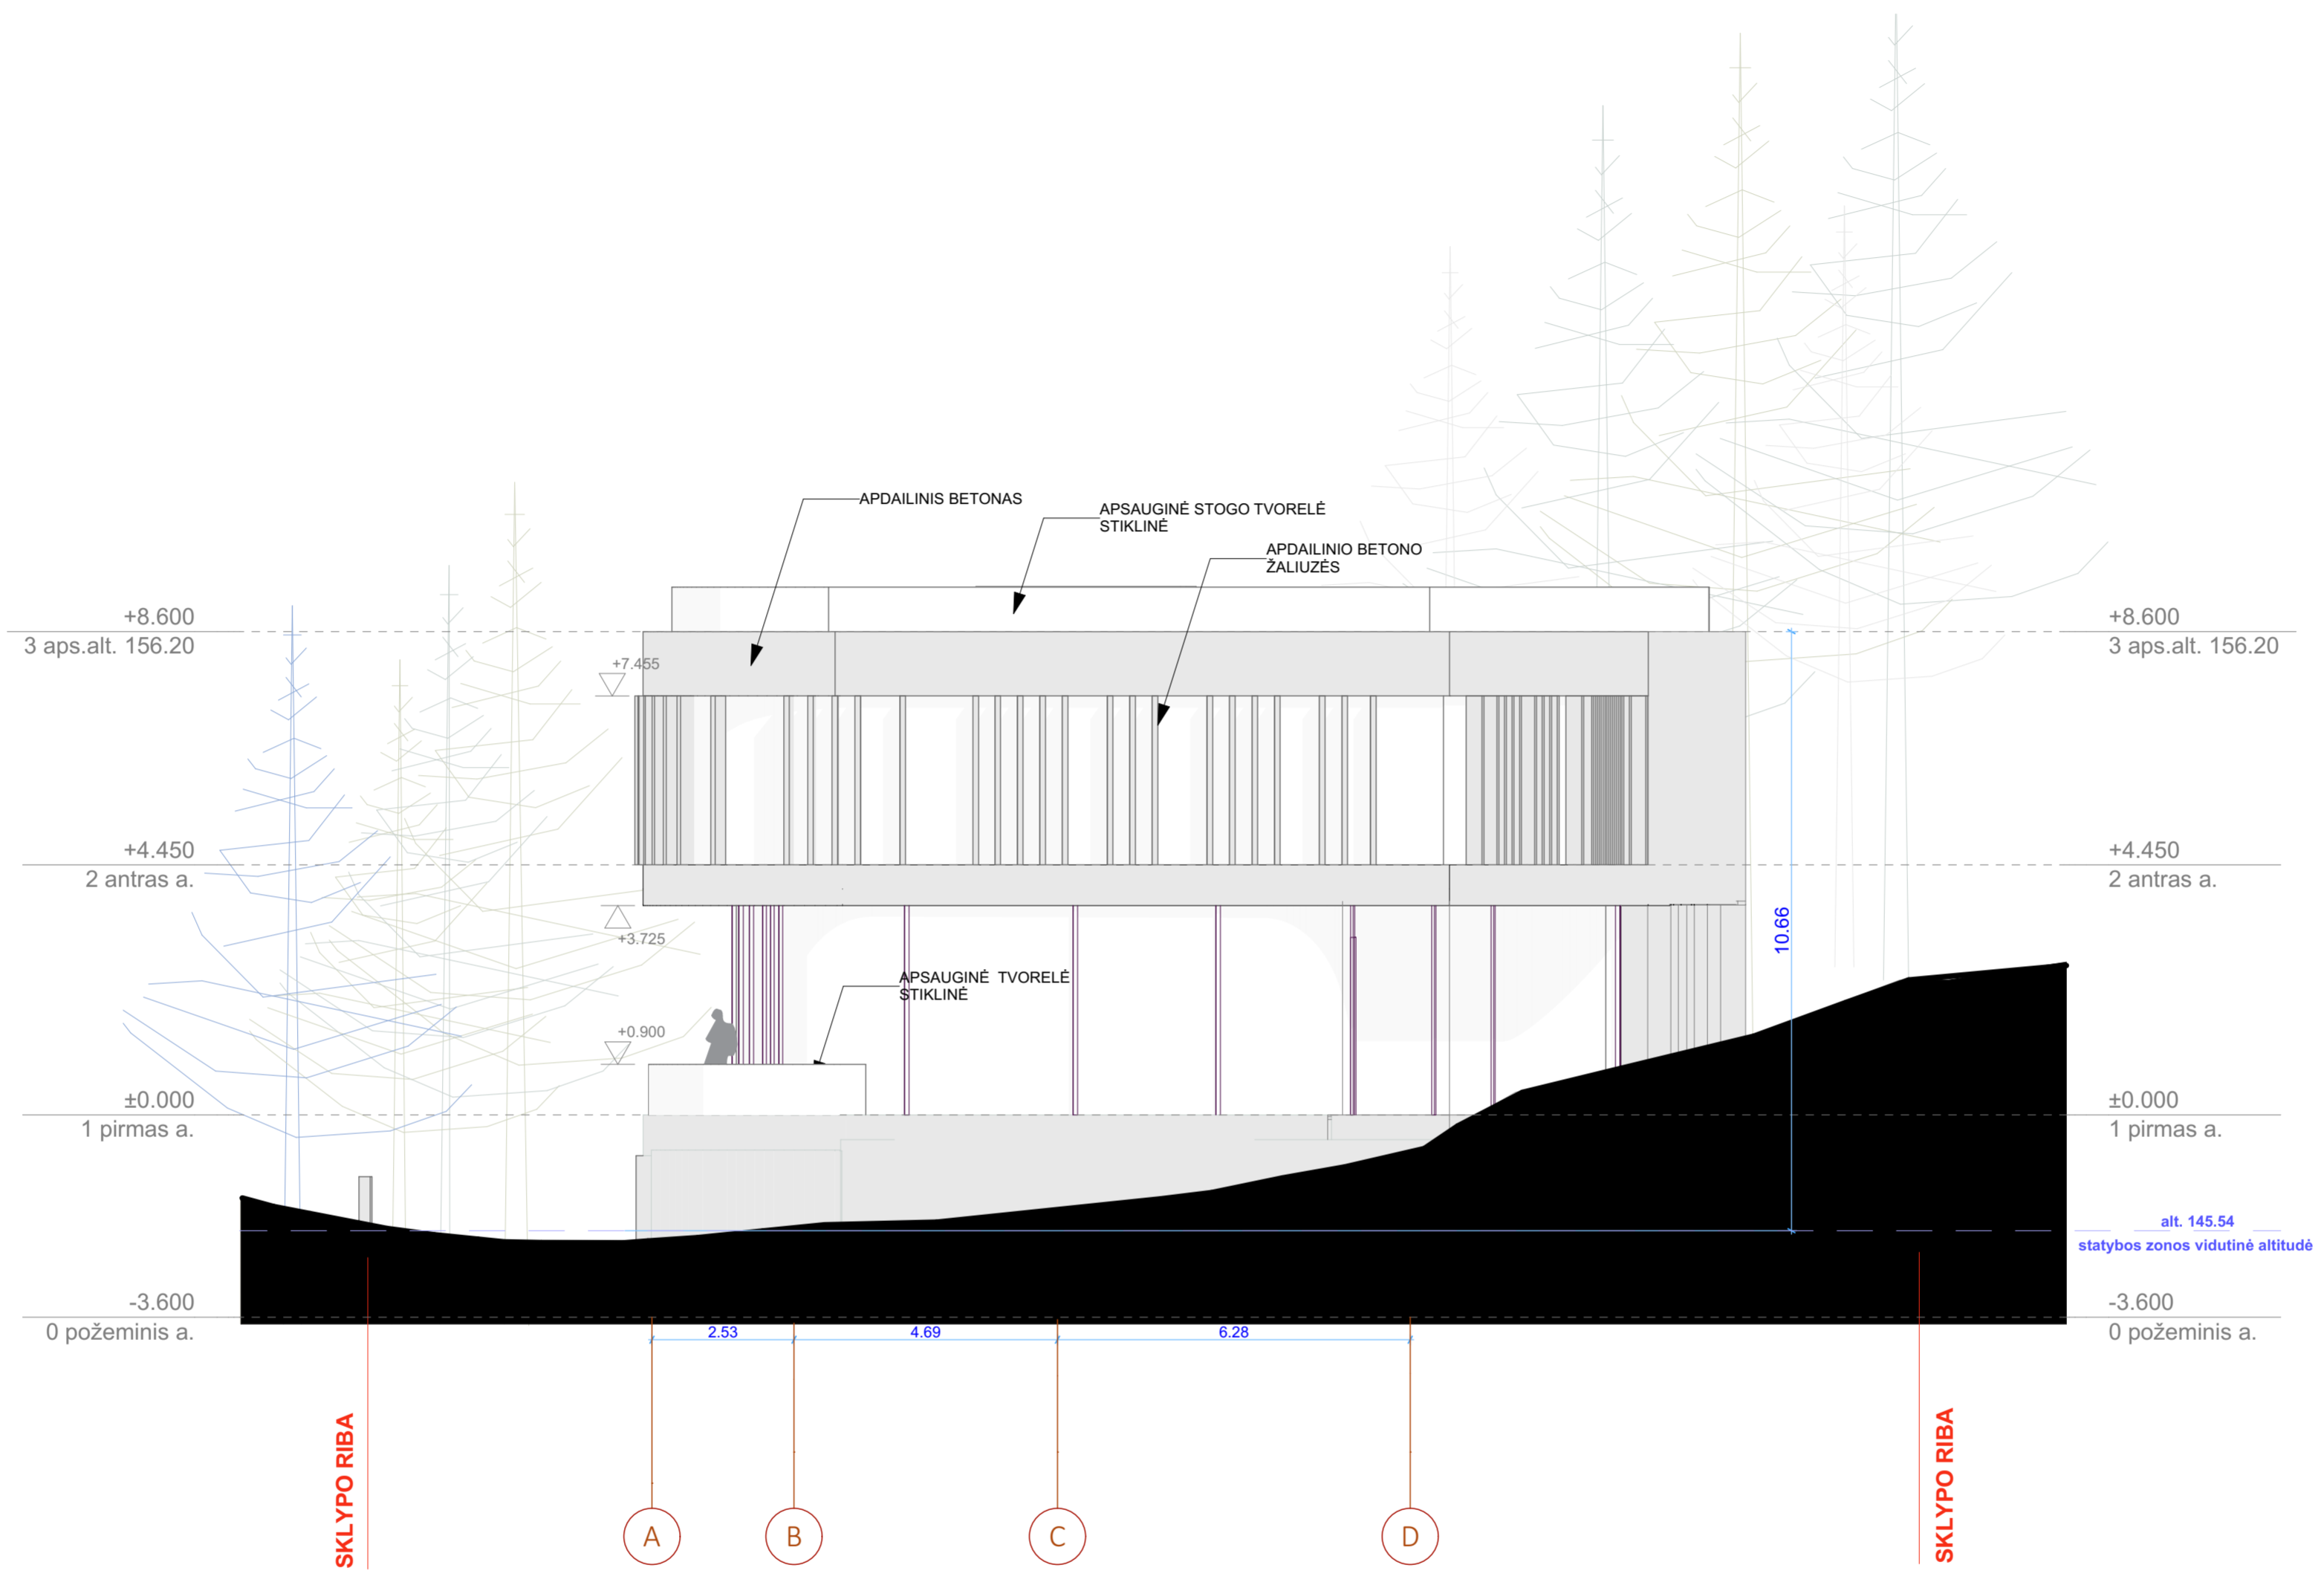 APDAILINIS BETONAS
APSAUGINĖ STOGO TVORELĖ
STIKLINĖ
APDAILINIO BETONO
ŽALIUZĖS
+8.600
3 aps.alt. 156.20
+8.600
3 aps.alt. 156.20
+7.455
+4.450
2 antras a.
+4.450
2 antras a.
+3.725
10.66
APSAUGINĖ TVORELĖ
STIKLINĖ
+0.900
±0.000
1 pirmas a.
±0.000
1 pirmas a.
alt. 145.54
statybos zonos vidutinė altitudė
-3.600
0 požeminis a.
-3.600
0 požeminis a.
2.53
4.69
6.28
SKLYPO RIBA
SKLYPO RIBA
A
B
C
D